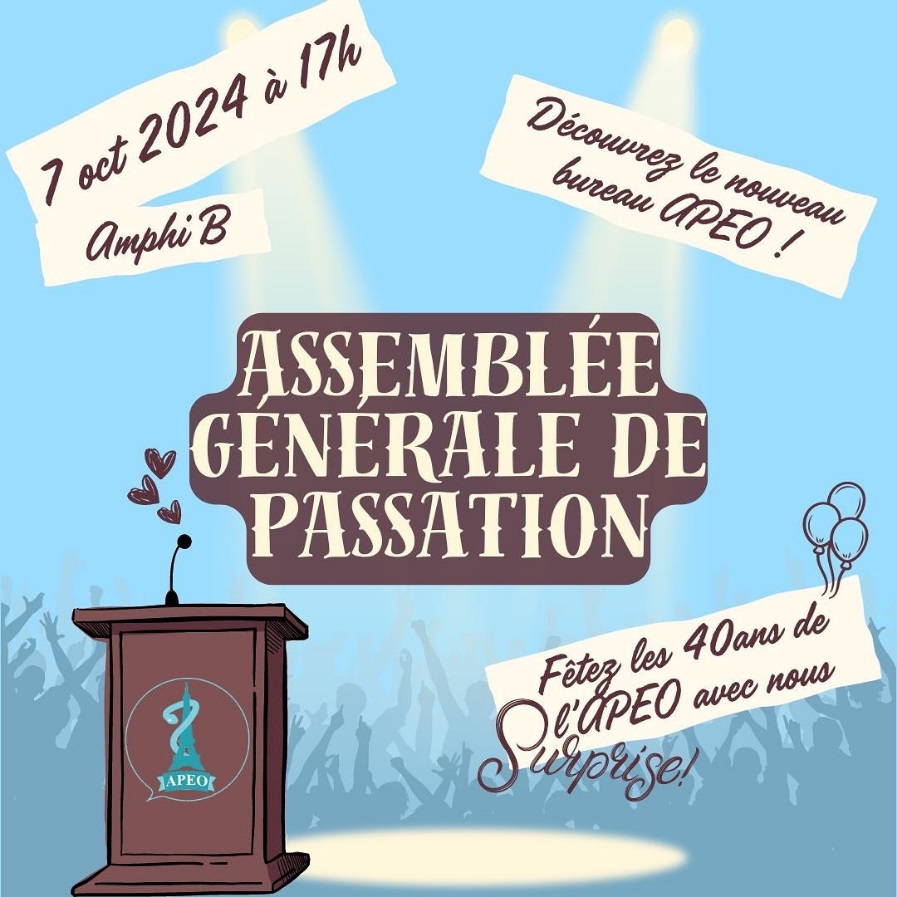 7 oct 2024 à 17h
Amphi B
Découvrez le nouveau
bureau APEO !
ASSEMBLÉE
GÉNÉRALE DE
PASSATION
Fêtez les 40ans de
l'APEO avec nous
Surprise!
APEO